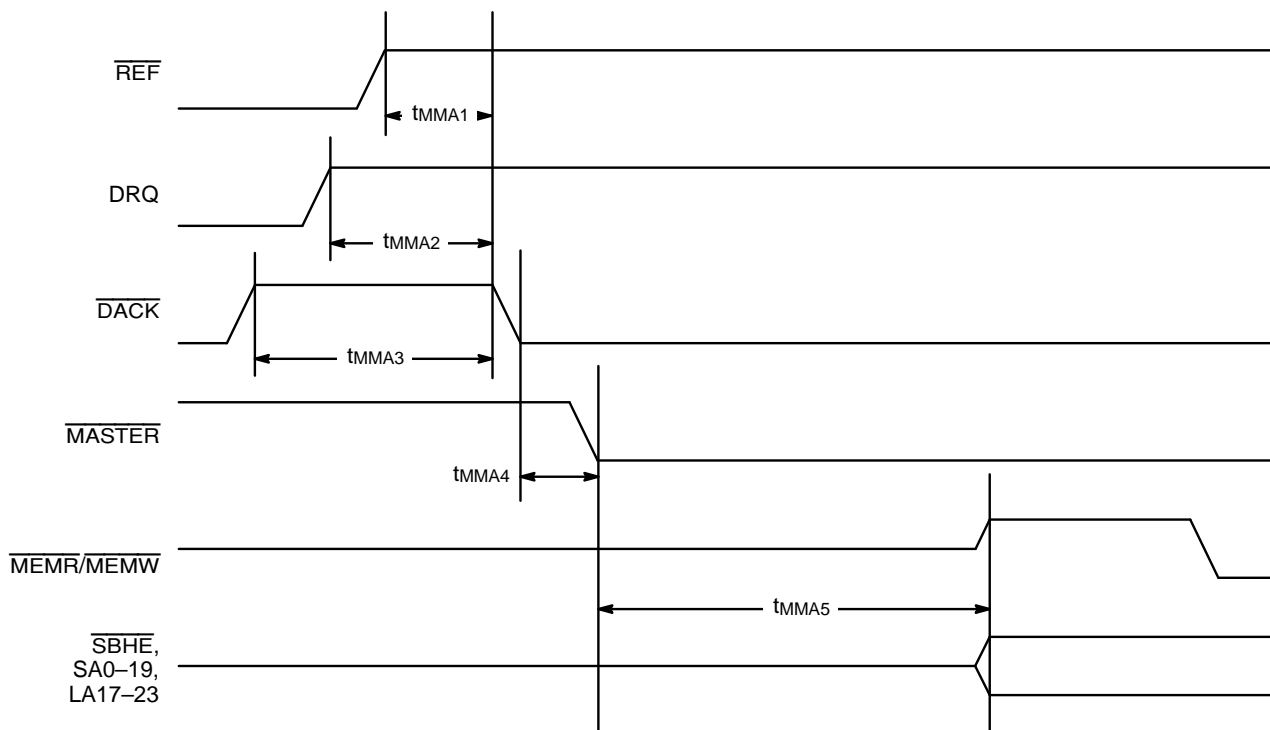 REF
tMMA1
DRQ
tMMA2
DACK
tMMA3
MASTER
tMMA4
MEMR/MEMW
tMMA5
SBHE,
SA0–19,
LA17–23